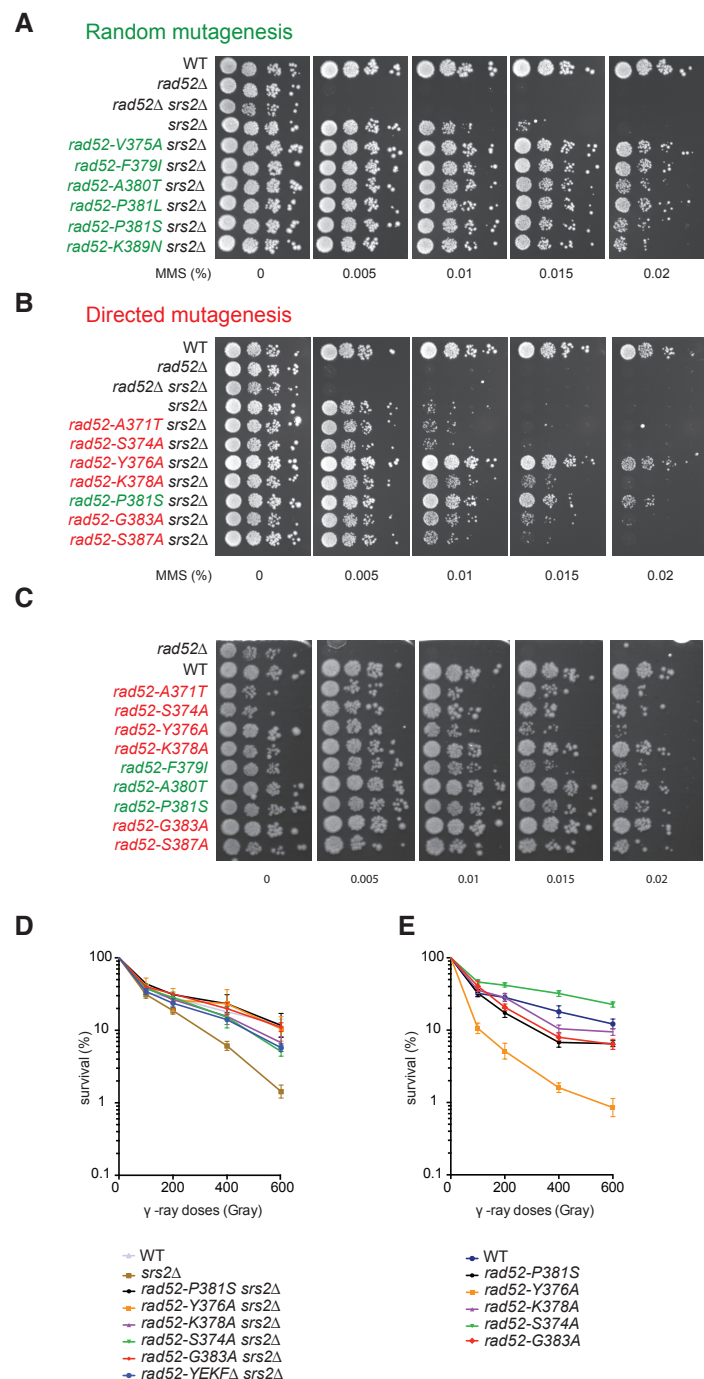 A
Random mutagenesis
WT
rad52Δ
rad52Δ srs2Δ
srs2Δ
rad52-V375A srs2Δ
rad52-F379I srs2Δ
rad52-A380T srs2Δ
rad52-P381L srs2Δ
rad52-P381S srs2Δ
rad52-K389N srs2Δ
MMS (%) 0 0.005 0.01 0.015 0.02
B
Directed mutagenesis
WT
rad52Δ
rad52Δ srs2Δ
srs2Δ
rad52-A371T srs2Δ
rad52-S374A srs2Δ
rad52-Y376A srs2Δ
rad52-K378A srs2Δ
rad52-P381S srs2Δ
rad52-G383A srs2Δ
rad52-S387A srs2Δ
MMS (%) 0 0.005 0.01 0.015 0.02
C
rad52Δ
WT
rad52-A371T
rad52-S374A
rad52-Y376A
rad52-K378A
rad52-F379I
rad52-A380T
rad52-P381S
rad52-G383A
rad52-S387A
0 0.005 0.01 0.015 0.02
D
100
10
1
0.1
survival (%)
0 200 400 600
γ -ray doses (Gray)
WT
srs2Δ
rad52-P381S srs2Δ
rad52-Y376A srs2Δ
rad52-K378A srs2Δ
rad52-S374A srs2Δ
rad52-G383A srs2Δ
rad52-YEKFΔ srs2Δ
E
100
10
1
0.1
survival (%)
0 200 400 600
γ -ray doses (Gray)
WT
rad52-P381S
rad52-Y376A
rad52-K378A
rad52-S374A
rad52-G383A